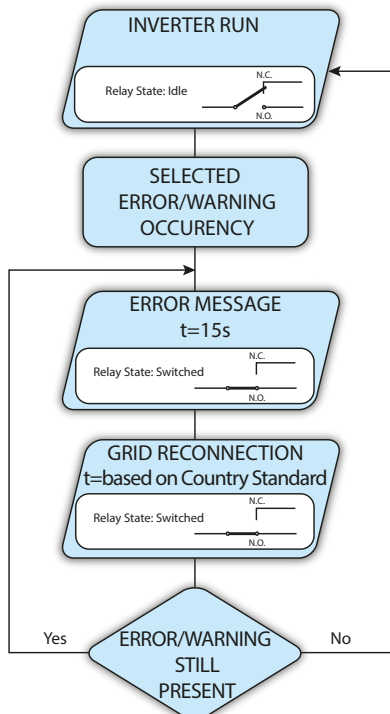 INVERTER RUN
N.C.
Relay State: Idle
N.O.
SELECTED
ERROR/WARNING
OCCURENCY
ERROR MESSAGE
t=15s
N.C.
Relay State: Switched
N.O.
GRID RECONNECTION
t=based on Country Standard
N.C.
Relay State: Switched
N.O.
Yes
ERROR/WARNING
STILL
PRESENT
No